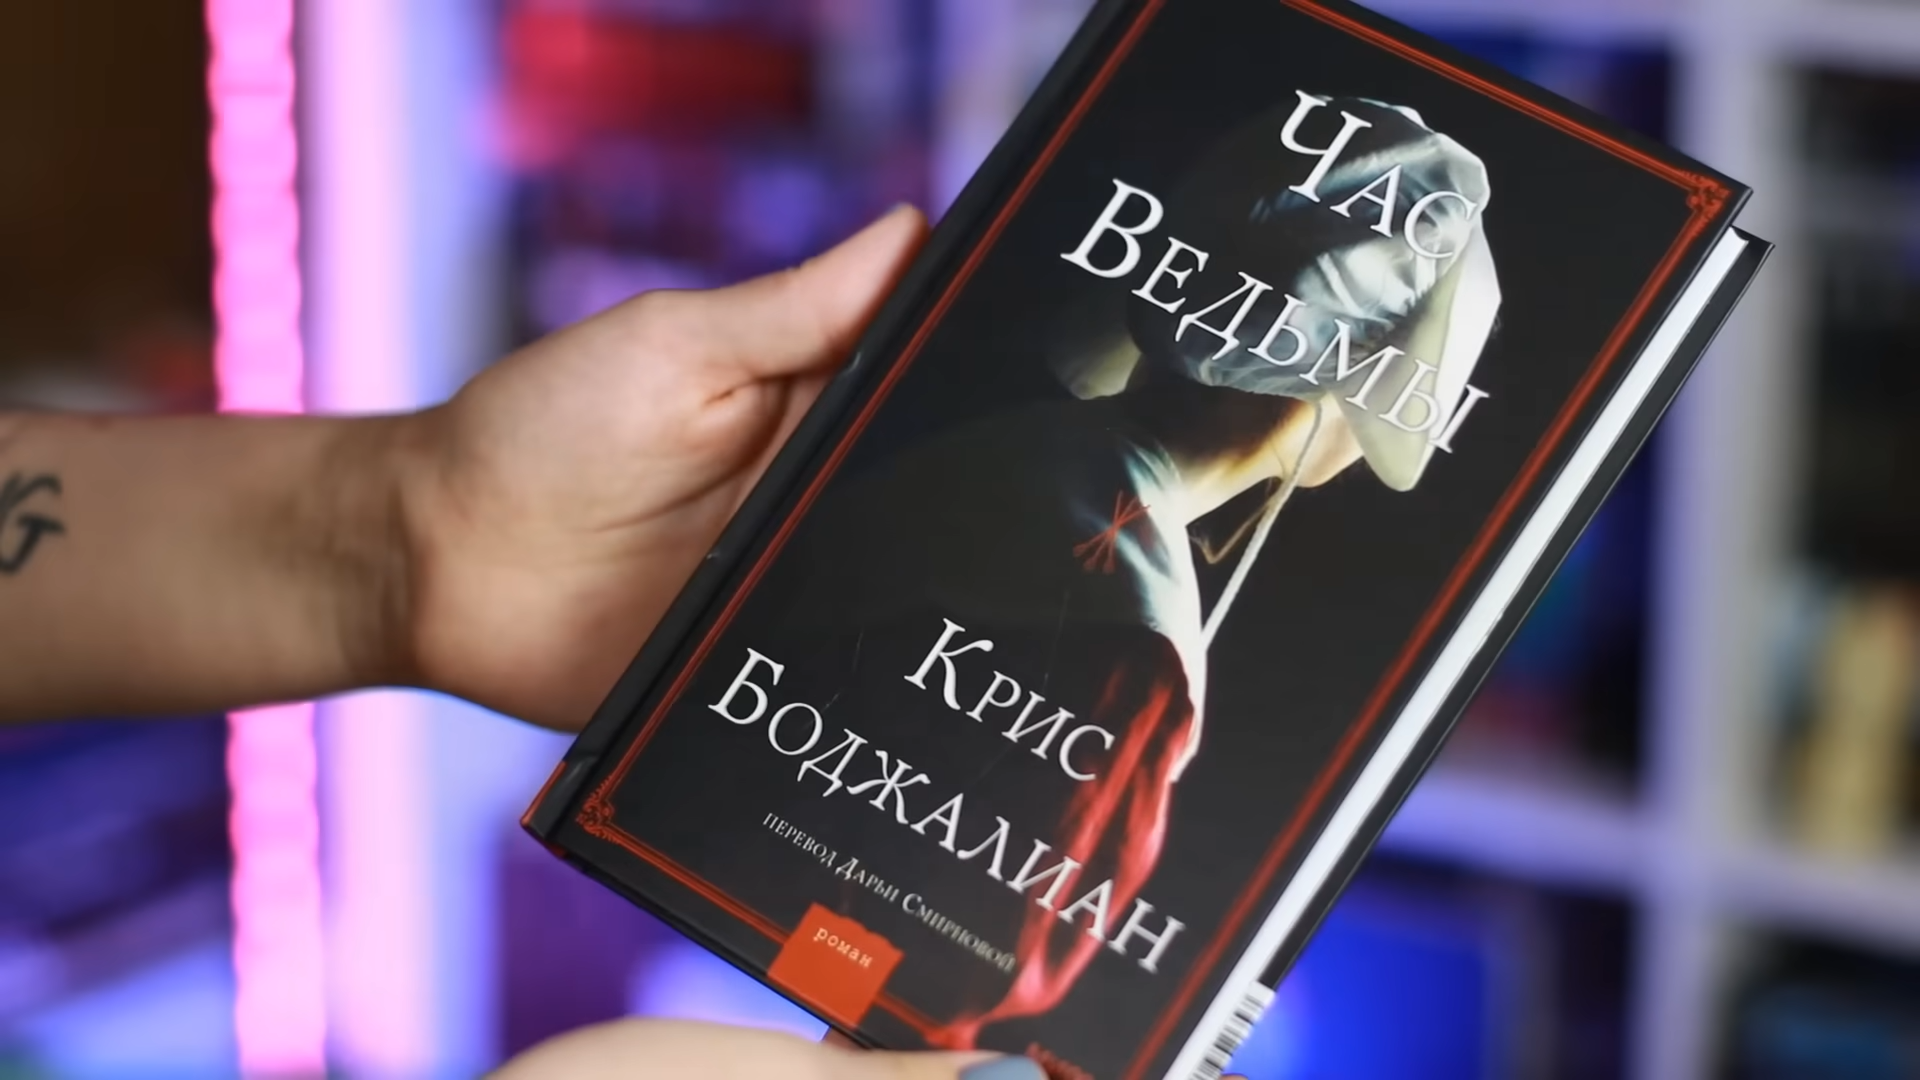 Час
Ведьмы
Крис
Боджалиан
перевод Дарьи Смирновой
роман